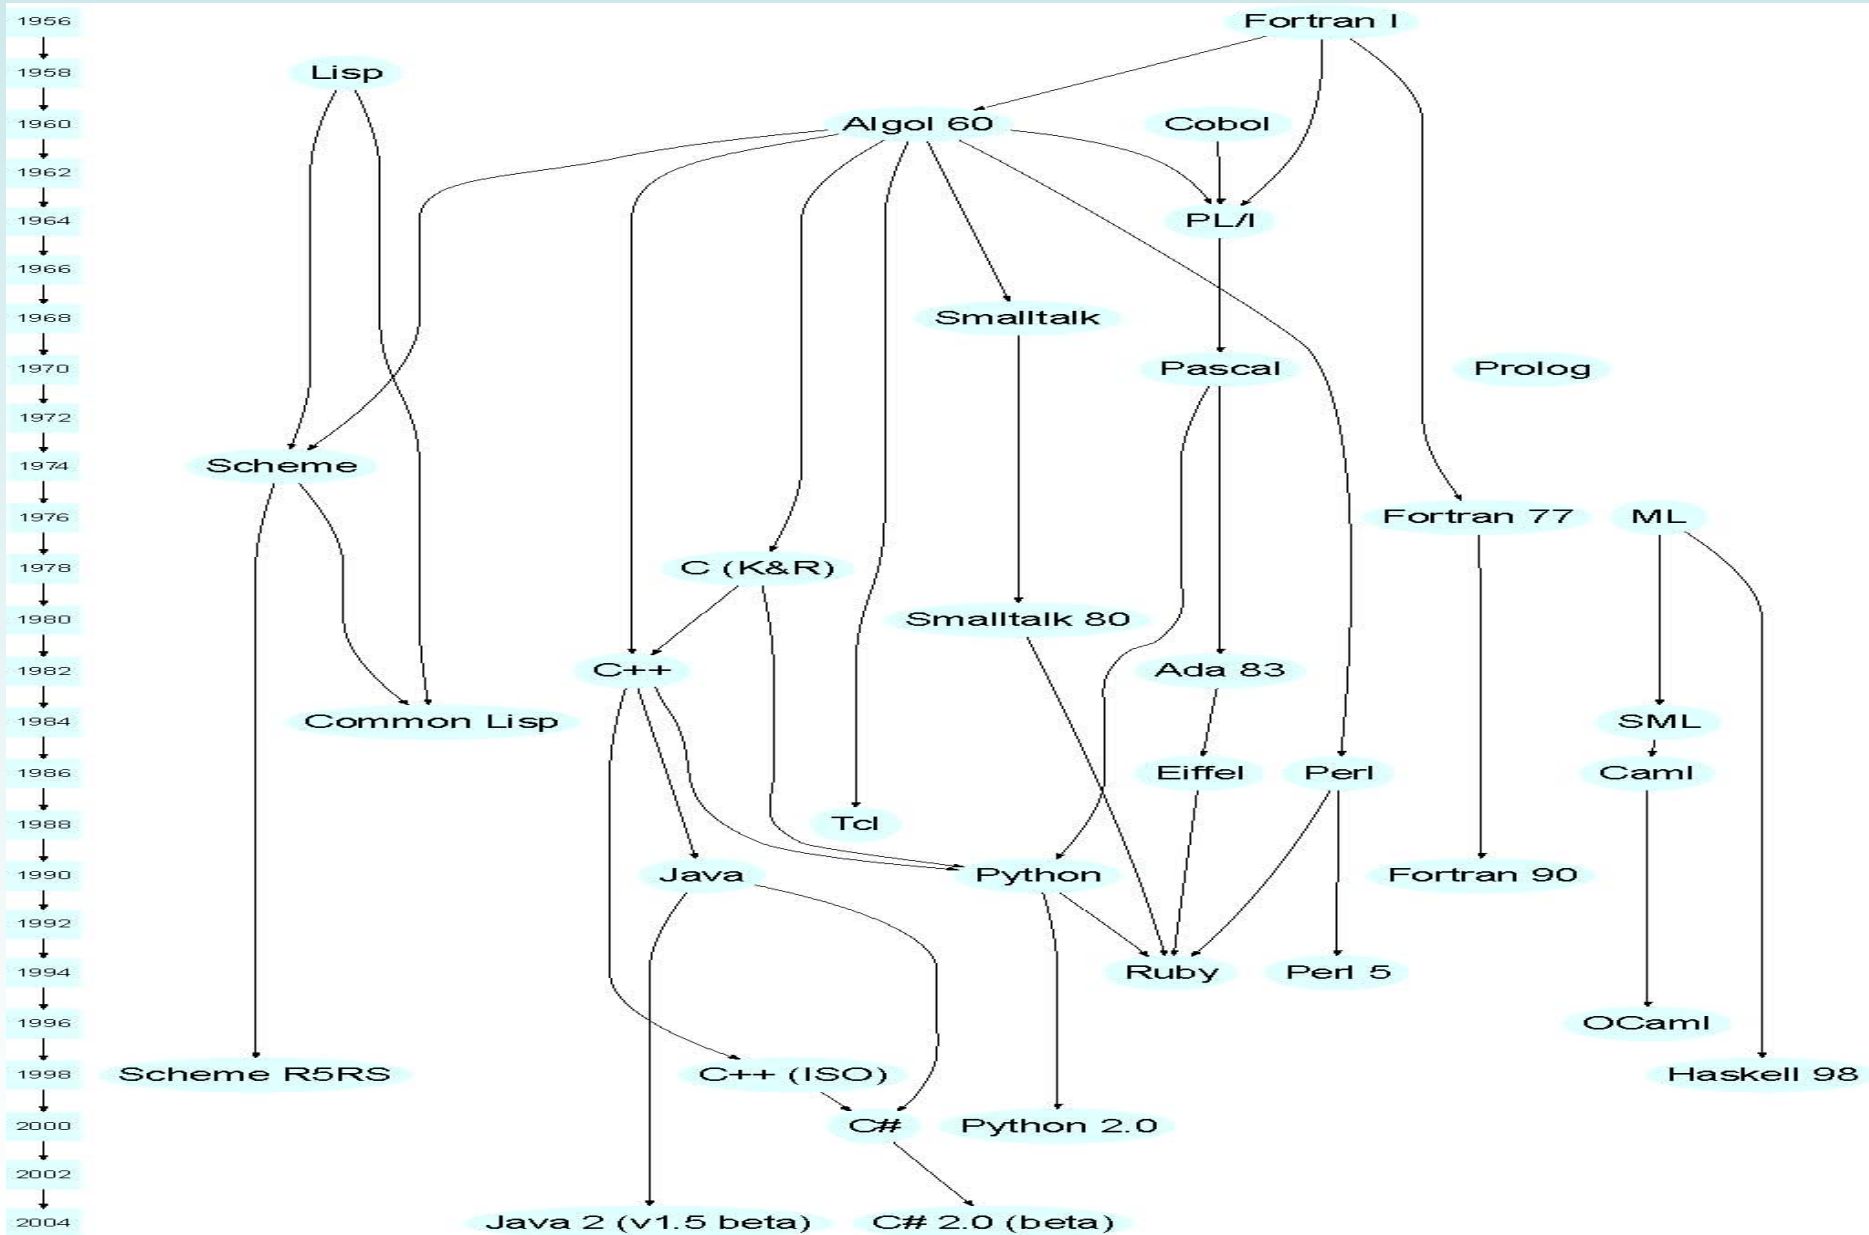 1956 Fortran I
1958 Lisp
1960 Algol 60 Cobol
1962
1964 PL/I
1966
1968 Smalltalk
1970 Pascal Prolog
1972
1974 Scheme
1976 Fortran 77 ML
1978 C (K&R)
1980 Smalltalk 80
1982 C++ Ada 83
1984 Common Lisp SML
1986 Eiffel Perl Caml
1988 Tcl
1990 Java Python Fortran 90
1992
1994 Ruby Perl 5
1996 OCaml
1998 Scheme R5RS C++ (ISO) Haskell 98
2000 C# Python 2.0
2002
2004 Java 2 (v1.5 beta) C# 2.0 (beta)